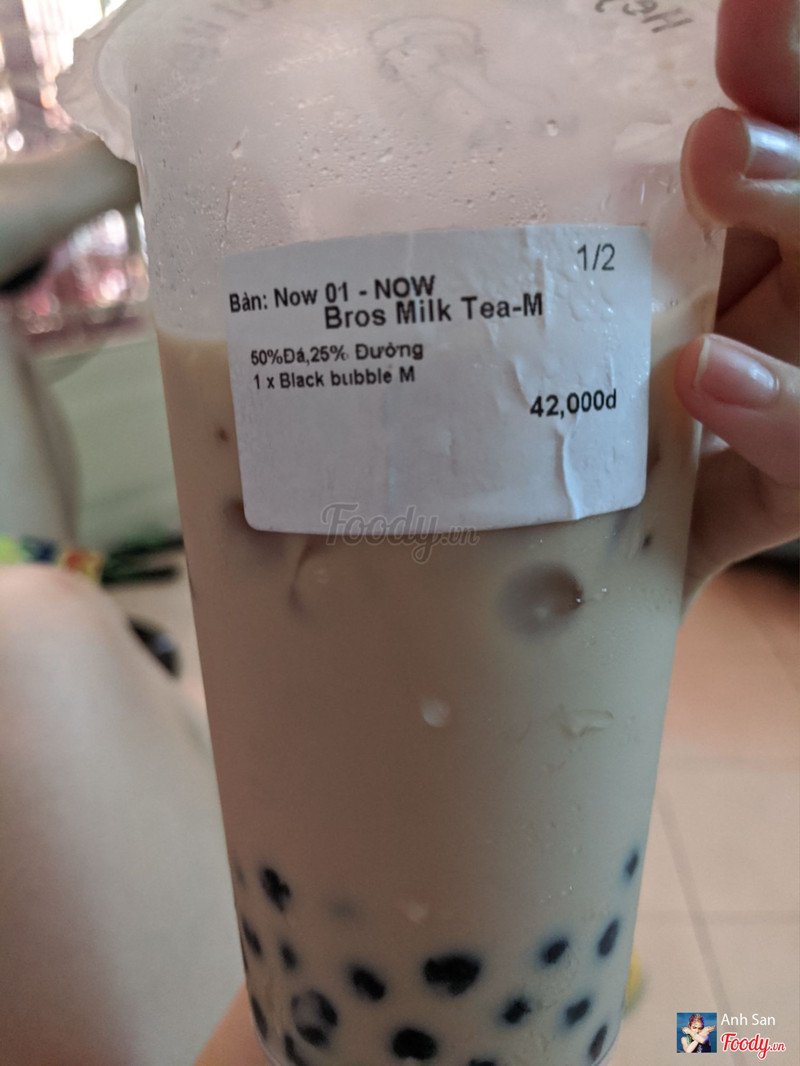 1/2
Bàn: Now 01 - NOW
Bros Milk Tea-M
50%Đá,25% Đường
1 x Black bubble M
42,000đ
Foody.vn
Anh San
Foody.vn